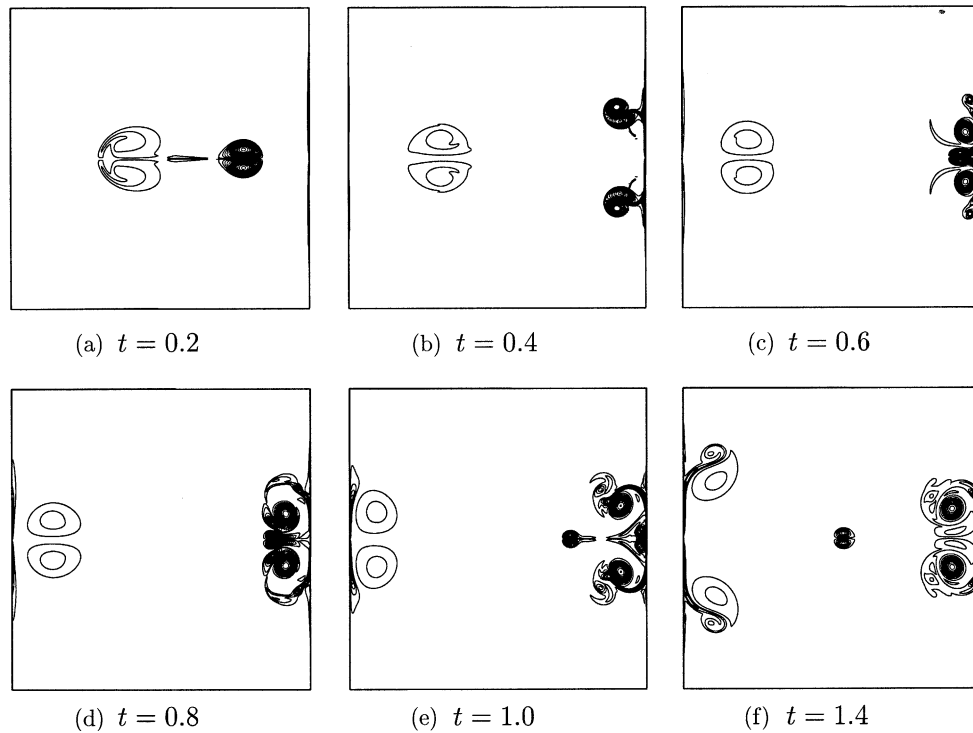 (a) t = 0.2
(b) t = 0.4
(c) t = 0.6
(d) t = 0.8
(e) t = 1.0
(f) t = 1.4